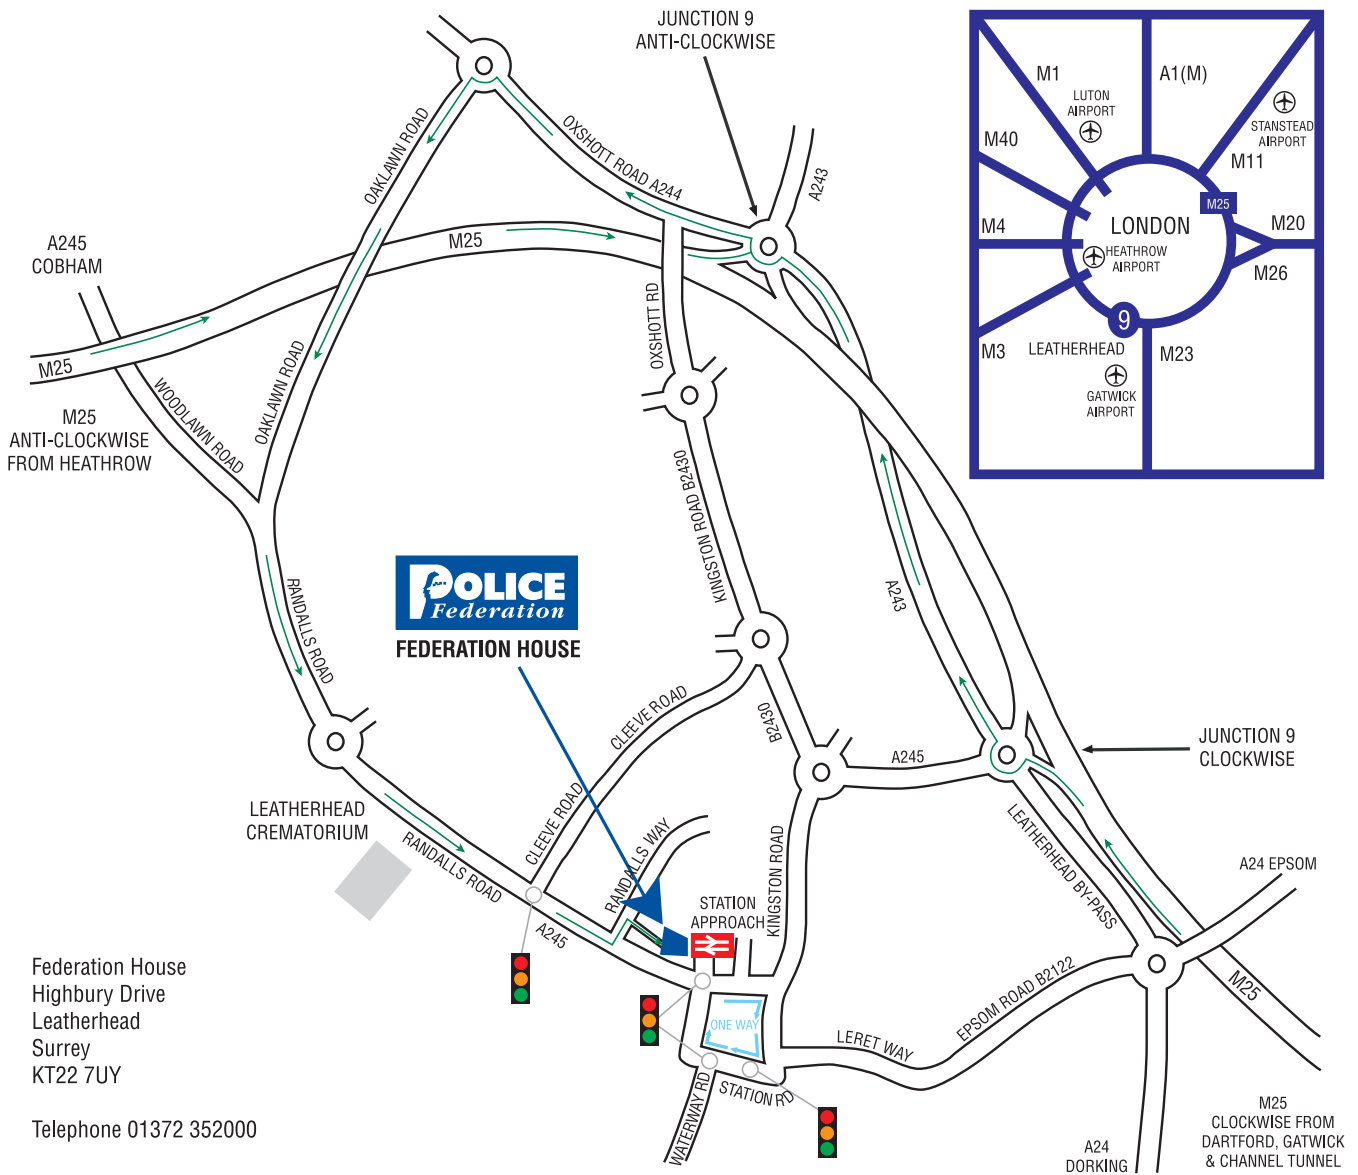 JUNCTION 9
ANTI-CLOCKWISE
OXSHOTT ROAD A244
A243
OAKLAWN ROAD
M25
A245
COBHAM
M25
M25
ANTI-CLOCKWISE
FROM HEATHROW
WOODLAWN ROAD
OAKLAWN ROAD
OXSHOTT RD
KINGSTON ROAD B2430
A243
RANDALLS ROAD
POLICE
Federation
FEDERATION HOUSE
CLEEVE ROAD
B2430
A245
JUNCTION 9
CLOCKWISE
LEATHERHEAD
CREMATORIUM
RANDALLS ROAD
CLEEVE ROAD
RANDALLS WAY
STATION
APPROACH
KINGSTON ROAD
LEATHERHEAD BY-PASS
A24 EPSOM
A245
ONE WAY
EPSOM ROAD B2122
LERET WAY
M25
WATERWAY RD
STATION RD
A24
DORKING
M25
CLOCKWISE FROM
DARTFORD, GATWICK
& CHANNEL TUNNEL
Federation House
Highbury Drive
Leatherhead
Surrey
KT22 7UY
Telephone 01372 352000
M1
A1(M)
LUTON
AIRPORT
STANSTEAD
AIRPORT
M40
M11
M25
M4
LONDON
M20
HEATHROW
AIRPORT
M26
9
M3
LEATHERHEAD
M23
GATWICK
AIRPORT